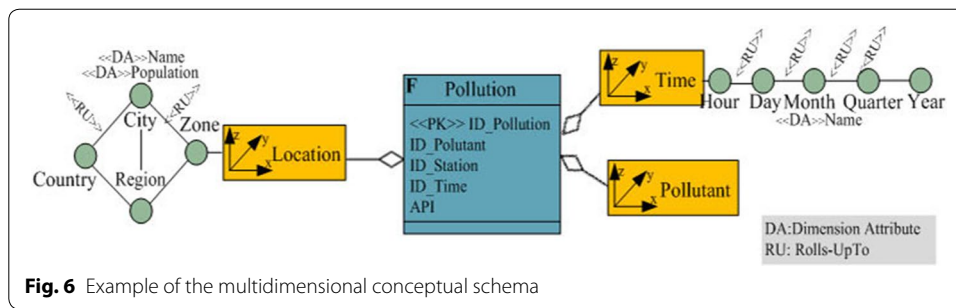 <<DA>>Name
<<DA>>Population
<<RU>>
<<RU>>
City
Zone
Country
Region
z
y
x
Location
F
Pollution
<<PK>> ID_Pollution
ID_Polutant
ID_Station
ID_Time
API
z
y
x
Time
<<RU>>
<<RU>>
<<RU>>
<<RU>>
Hour
Day
Month
Quarter
Year
<<DA>>Name
z
y
x
Pollutant
DA:Dimension Attribute
RU: Rolls-UpTo
Fig. 6 Example of the multidimensional conceptual schema